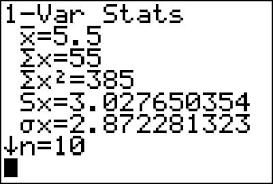 1-Var Stats
x̄=5.5
Σx=55
Σx²=385
Sx=3.027650354
σx=2.872281323
↓n=10